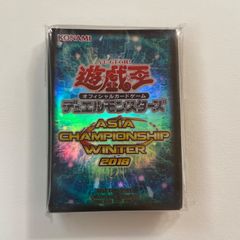 KONAMI
YU-GI-OH!
遊戯王
オフィシャルカードゲーム
デュエルモンスターズ
ASIA
CHAMPIONSHIP
WINTER
2016